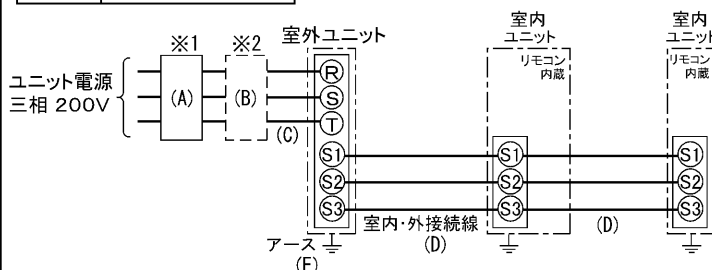 ※1
※2
室外ユニット
室内
ユニット
室内
ユニット
リモコン
内蔵
リモコン
内蔵
ユニット電源
三相 200V
(A)
(B)
(C)
R
S
T
S1
S2
S3
S1
S2
S3
S1
S2
S3
室内・外接続線
(D)
(D)
アース
(E)